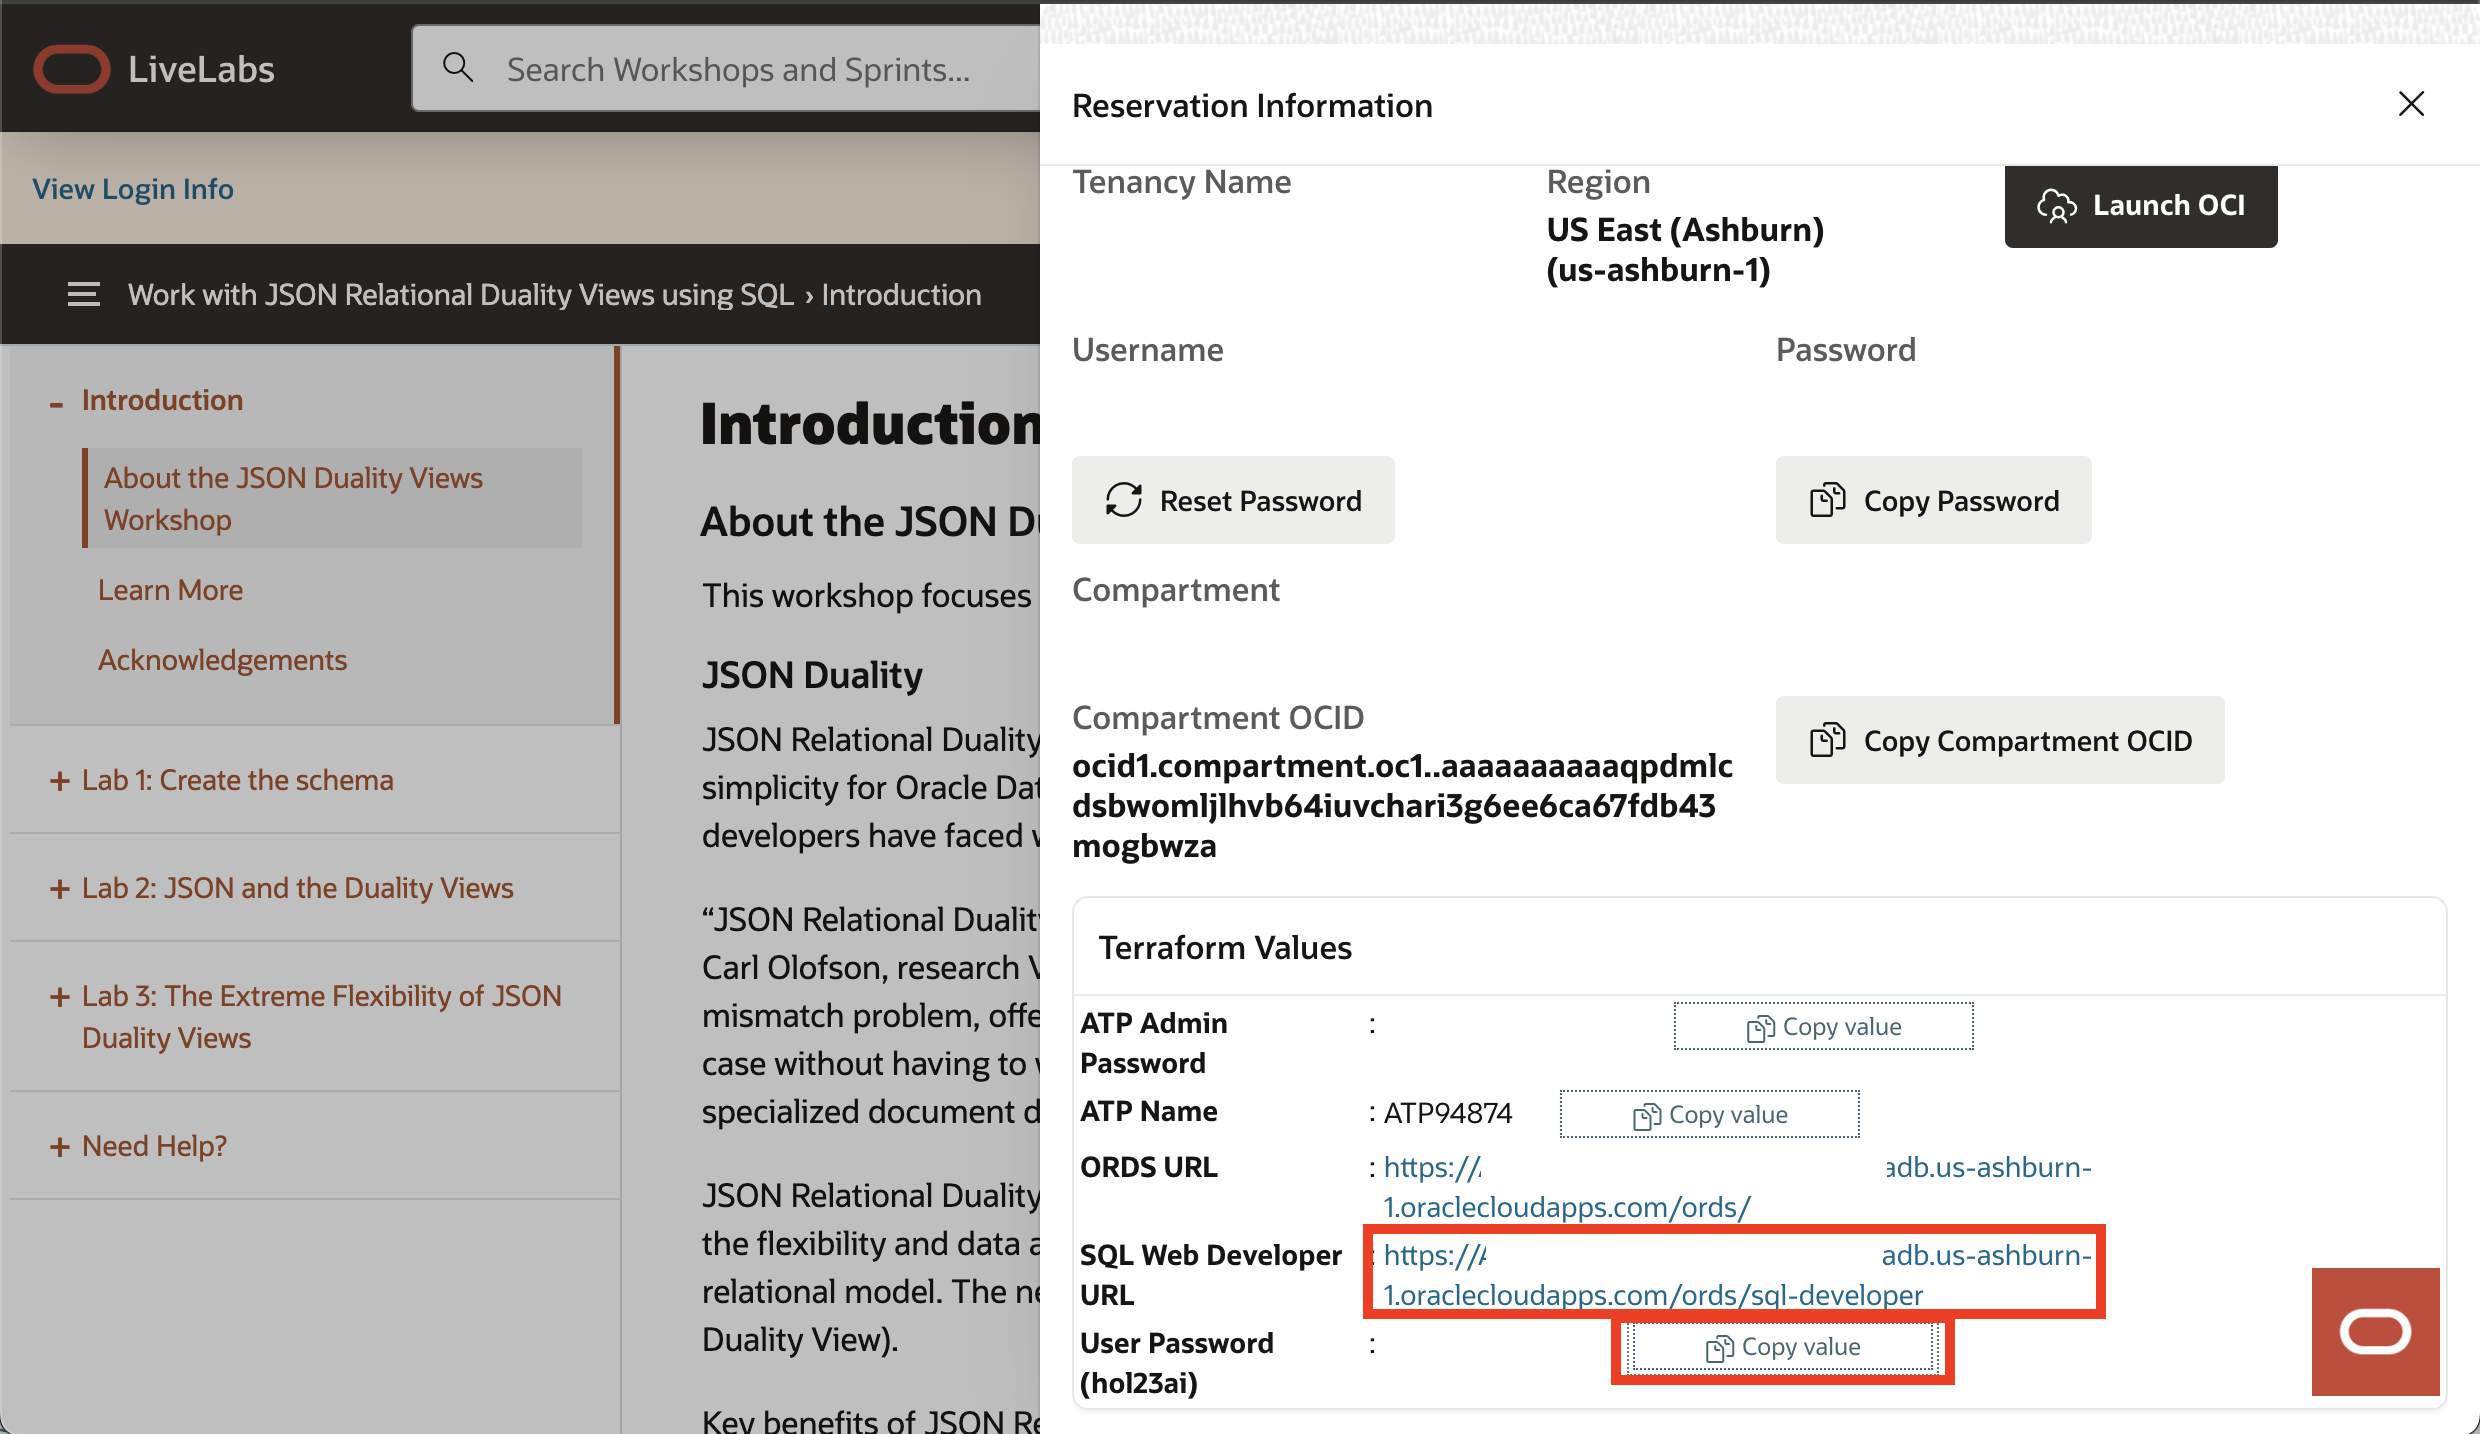 LiveLabs
Search Workshops and Sprints...
View Login Info
Work with JSON Relational Duality Views using SQL › Introduction
- Introduction
About the JSON Duality Views
Workshop
Learn More
Acknowledgements
+ Lab 1: Create the schema
+ Lab 2: JSON and the Duality Views
+ Lab 3: The Extreme Flexibility of JSON
Duality Views
+ Need Help?
Introduction
About the JSON
This workshop focuses
JSON Duality
JSON Relational Duality
simplicity for Oracle
developers have faced
“JSON Relational
Carl Olofson, research
mismatch problem,
case without having to
specialized document
JSON Relational Duality
the flexibility and data
relational model. The
Duality View).
Key benefits of JSON
Reservation Information
Tenancy Name
Region
US East (Ashburn)
(us-ashburn-1)
Launch OCI
Username
Password
Reset Password
Copy Password
Compartment
Compartment OCID
ocid1.compartment.oc1..aaaaaaaaaaqpdmlc
dsbwomljlhvb64iuvchari3g6ee6ca67fdb43
mogbwza
Copy Compartment OCID
Terraform Values
ATP Admin : Copy value
Password
ATP Name : ATP94874 Copy value
ORDS URL : https:// adb.us-ashburn-
1.oraclecloudapps.com/ords/
SQL Web Developer : https:// adb.us-ashburn-
URL 1.oraclecloudapps.com/ords/sql-developer
User Password : Copy value
(hol23ai)